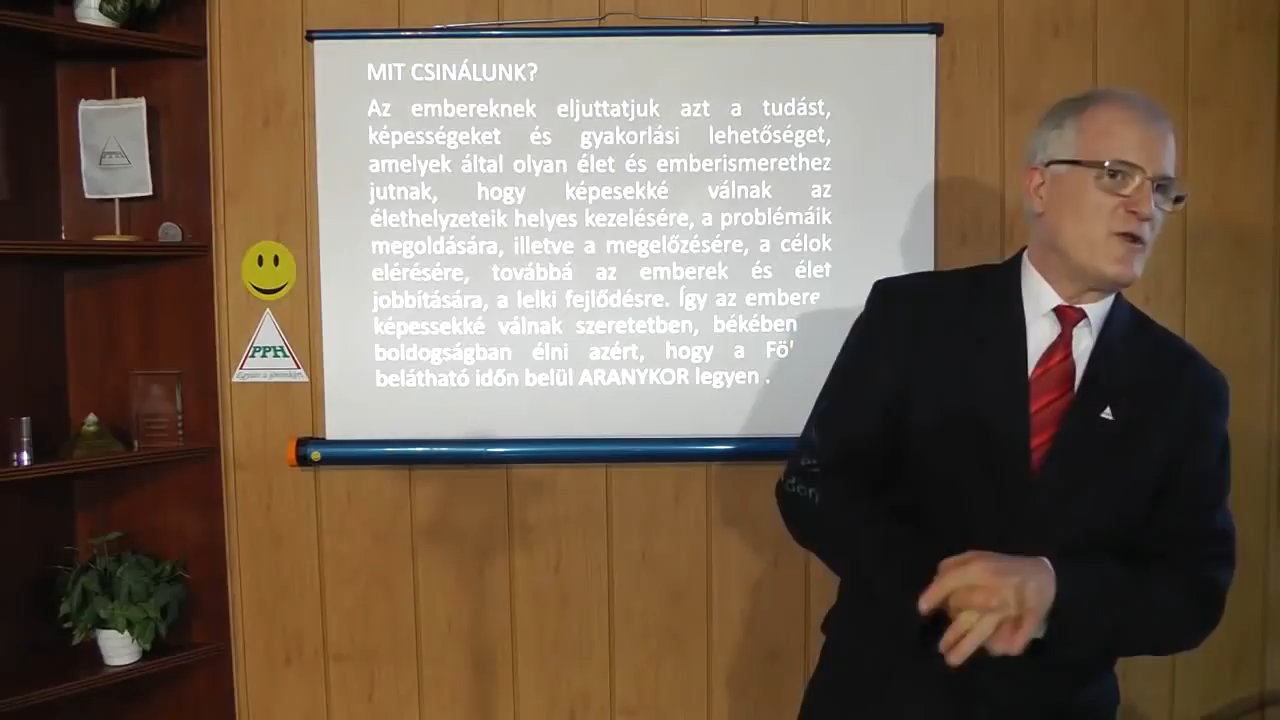 MIT CSINÁLUNK?
Az embereknek eljuttatjuk azt a tudást,
képességeket és gyakorlási lehetőséget,
amelyek által olyan élet és emberismerethez
jutnak, hogy képesekké válnak az
élethelyzeteik helyes kezelésére, a problémáik
megoldására, illetve a megelőzésére, a célok
elérésére, továbbá az emberek és élet
jobbítására, a lelki fejlődésre. Így az
képessekké válnak szeretetben, békében
boldogságban élni azért, hogy a
belátható időn belül ARANYKOR legyen .
PPH